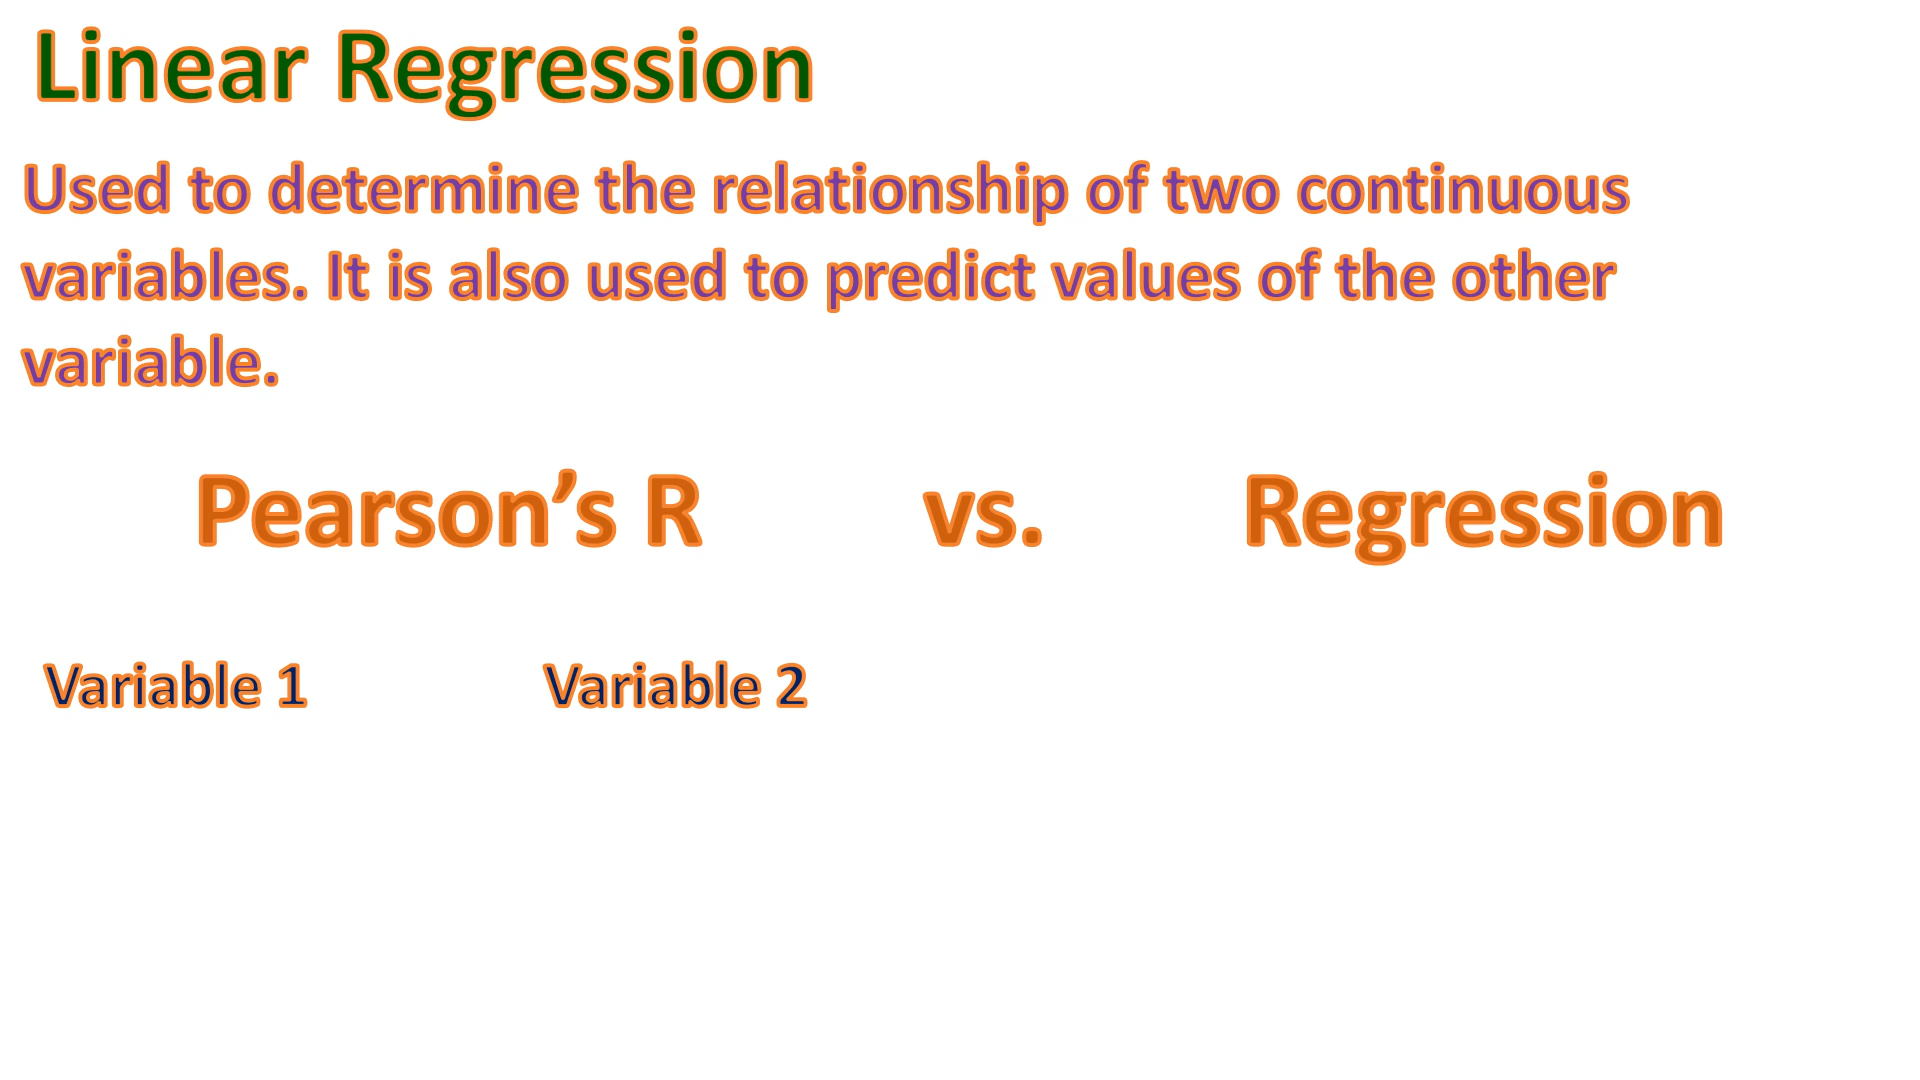 Linear Regression
Used to determine the relationship of two continuous
variables. It is also used to predict values of the other
variable.
Pearson’s R vs. Regression
Variable 1 Variable 2